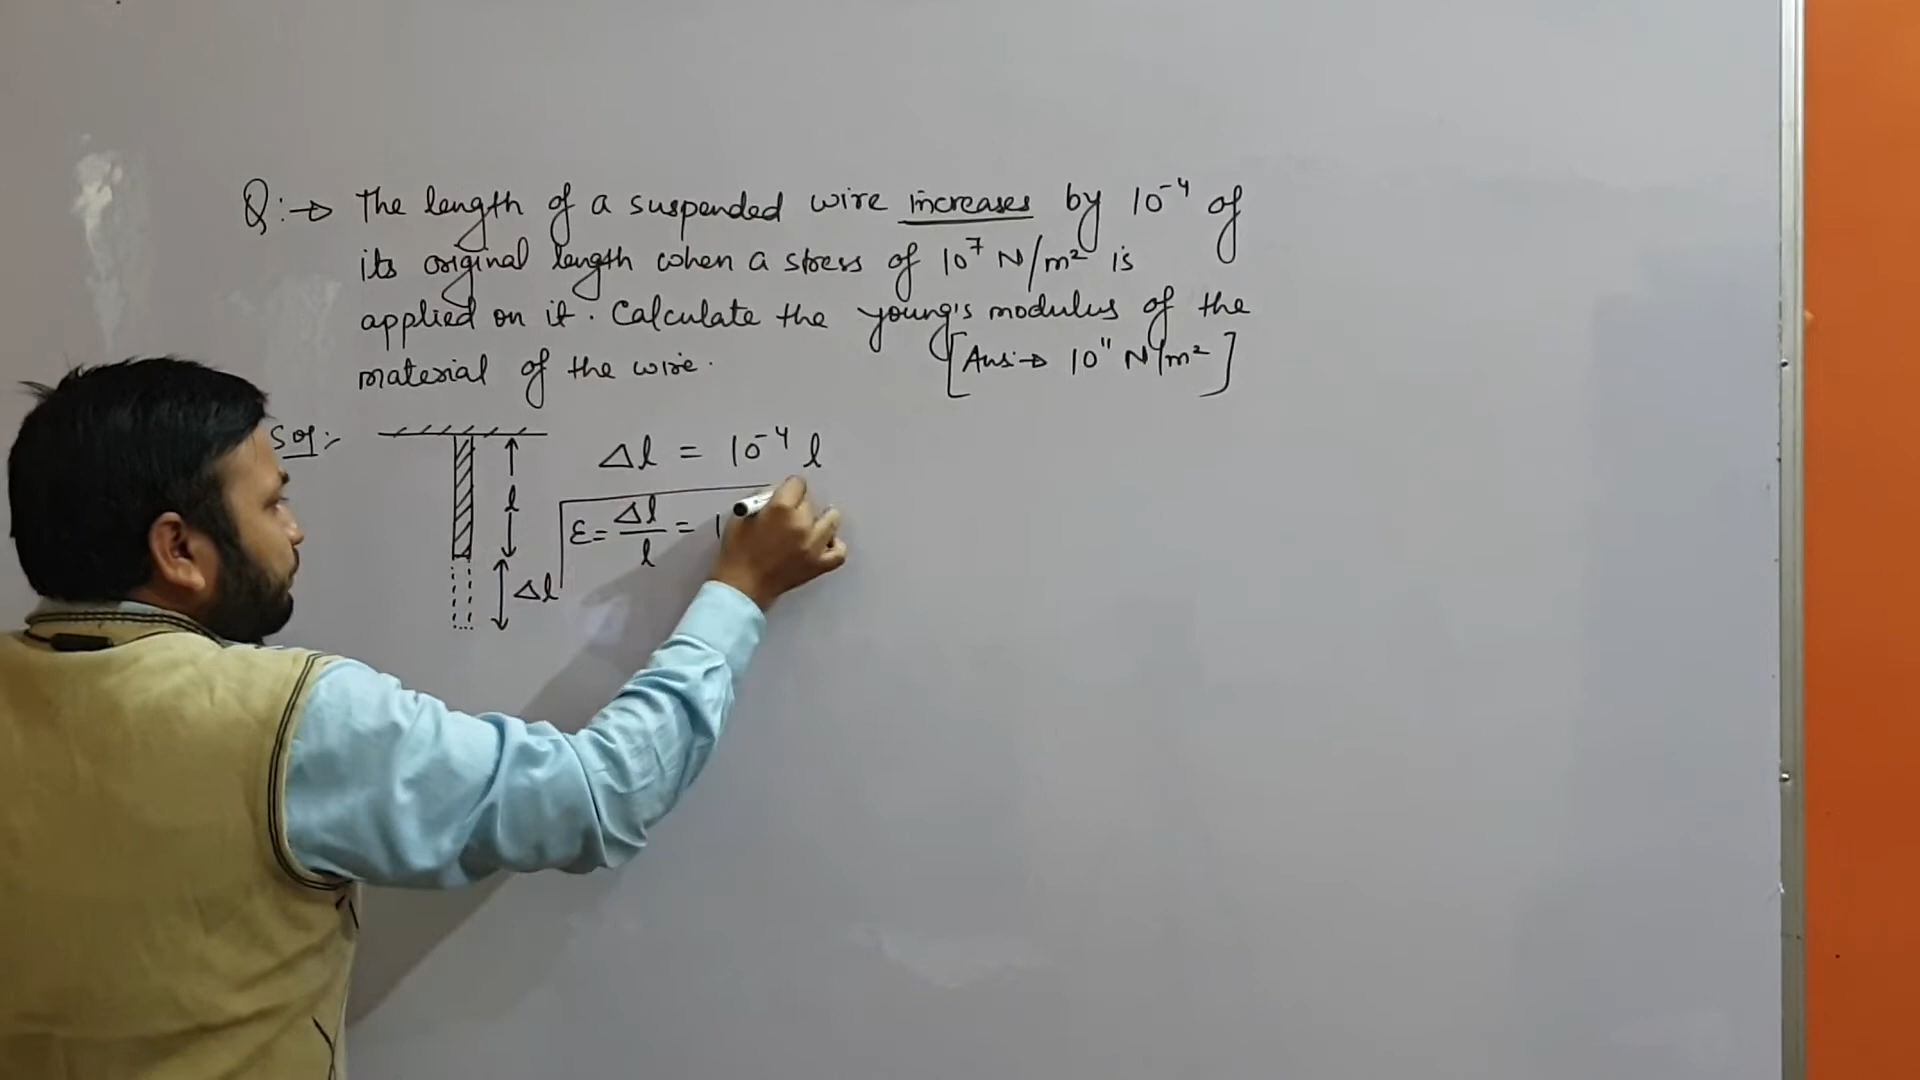 Q:→ The length of a suspended wire increases by 10⁻⁴ of
its original length when a stress of 10⁷ N/m² is
applied on it. Calculate the young's modulus of the
material of the wire.
[Ans:→ 10¹¹ N/m²]
Sol:-
l
Δl
Δl = 10⁻⁴ l
ε = Δl/l = 1